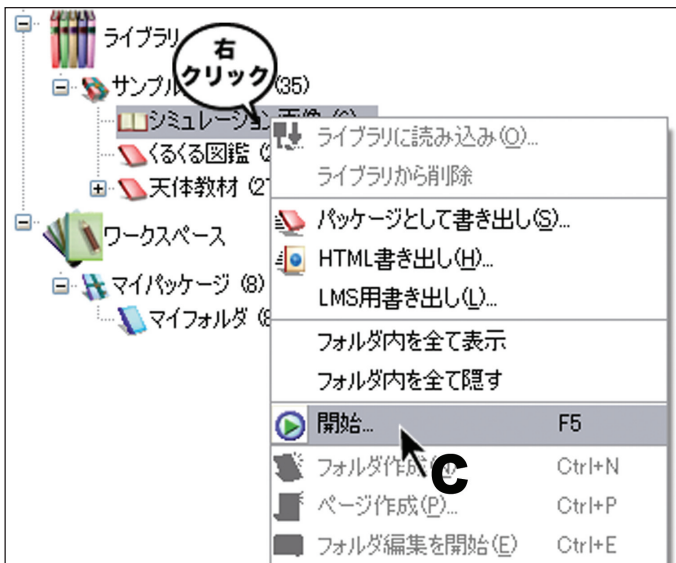 ライブラリ
右
クリック
サンプル (35)
シミュレーション画像 (6)
くるくる図鑑 (2
天体教材 (27
ワークスペース
マイパッケージ (8)
マイフォルダ (8
ライブラリに読み込み(O)...
ライブラリから削除
パッケージとして書き出し(S)...
HTML書き出し(H)...
LMS用書き出し(L)...
フォルダ内を全て表示
フォルダ内を全て隠す
開始... F5
C
フォルダ作成(N)... Ctrl+N
ページ作成(P)... Ctrl+P
フォルダ編集を開始(E) Ctrl+E